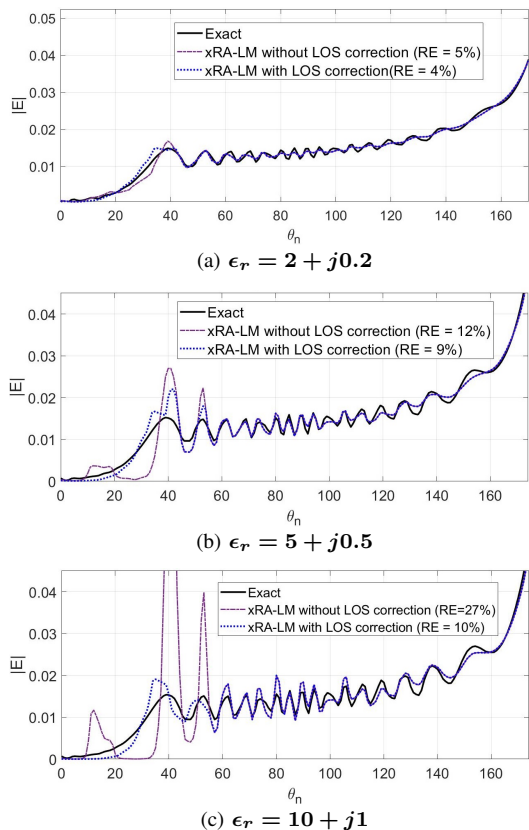 0.05
Exact
xRA-LM without LOS correction (RE = 5%)
0.04
xRA-LM with LOS correction(RE = 4%)
|E|
0.03
0.02
0.01
0 20 40 60 80 100 120 140 160
θn
(a) ϵr = 2 + j0.2
Exact
0.04
xRA-LM without LOS correction (RE = 12%)
xRA-LM with LOS correction (RE = 9%)
|E|
0.03
0.02
0.01
0
0 20 40 60 80 100 120 140 160
θn
(b) ϵr = 5 + j0.5
Exact
0.04
xRA-LM without LOS correction (RE=27%)
xRA-LM with LOS correction (RE = 10%)
|E|
0.03
0.02
0.01
0
0 20 40 60 80 100 120 140 160
θn
(c) ϵr = 10 + j1